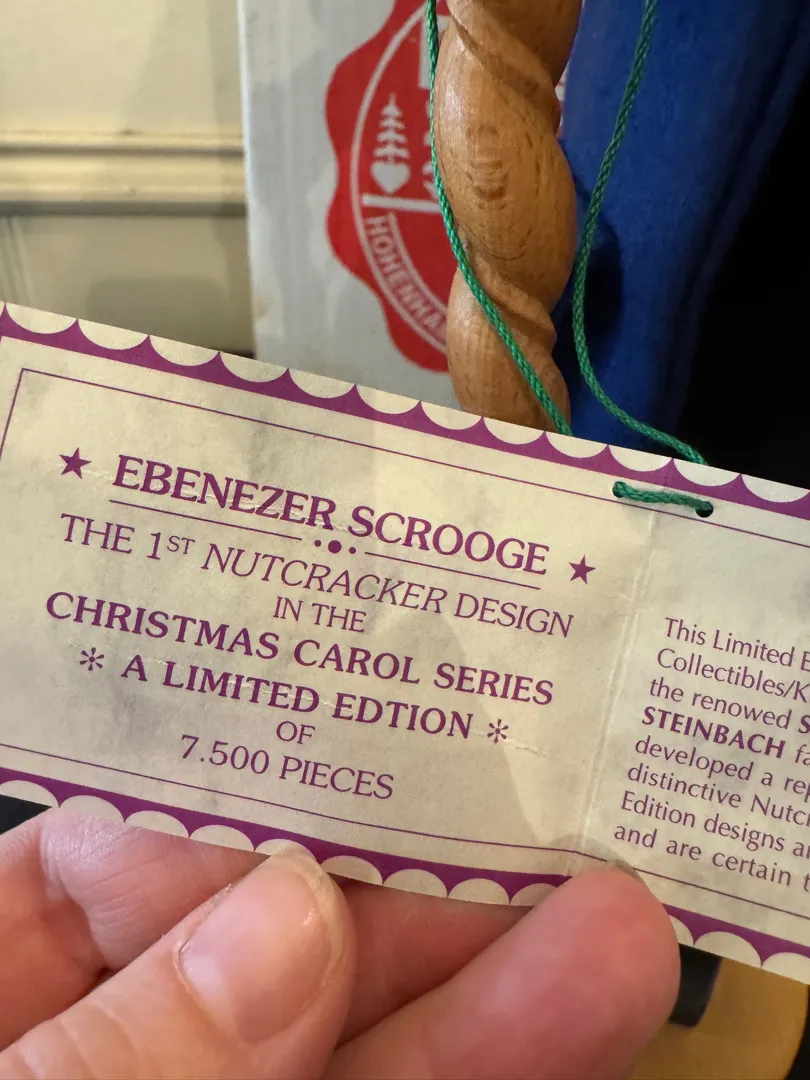 ★ EBENEZER SCROOGE ★
THE 1ST NUTCRACKER DESIGN
IN THE
CHRISTMAS CAROL SERIES
✻ A LIMITED EDTION ✻
OF
7.500 PIECES
This Limited
Collectibles/
the renowned
STEINBACH
developed a
distinctive
Edition designs
and are certain